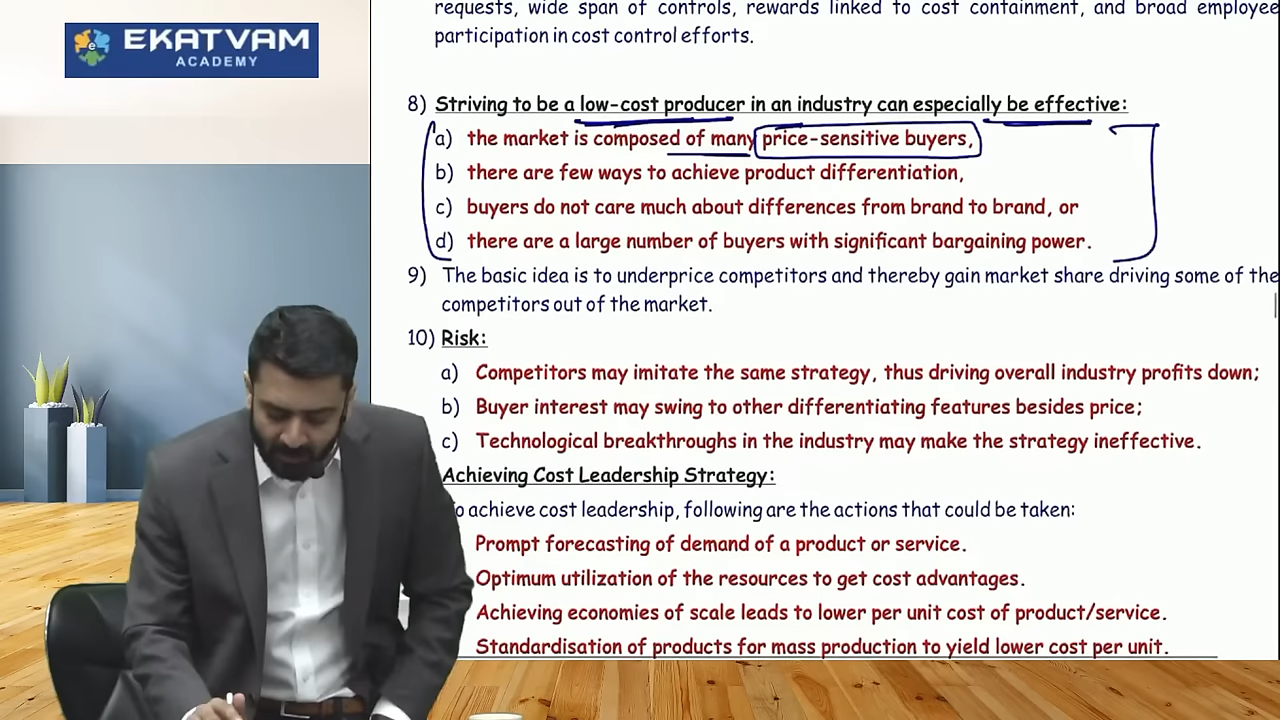 EKATVAM
ACADEMY
requests, wide span of controls, rewards linked to cost containment, and broad employee
participation in cost control efforts.
8) Striving to be a low-cost producer in an industry can especially be effective:
a) the market is composed of many price-sensitive buyers,
b) there are few ways to achieve product differentiation,
c) buyers do not care much about differences from brand to brand, or
d) there are a large number of buyers with significant bargaining power.
9) The basic idea is to underprice competitors and thereby gain market share driving some of the
competitors out of the market.
10) Risk:
a) Competitors may imitate the same strategy, thus driving overall industry profits down;
b) Buyer interest may swing to other differentiating features besides price;
c) Technological breakthroughs in the industry may make the strategy ineffective.
Achieving Cost Leadership Strategy:
achieve cost leadership, following are the actions that could be taken:
Prompt forecasting of demand of a product or service.
Optimum utilization of the resources to get cost advantages.
Achieving economies of scale leads to lower per unit cost of product/service.
Standardisation of products for mass production to yield lower cost per unit.